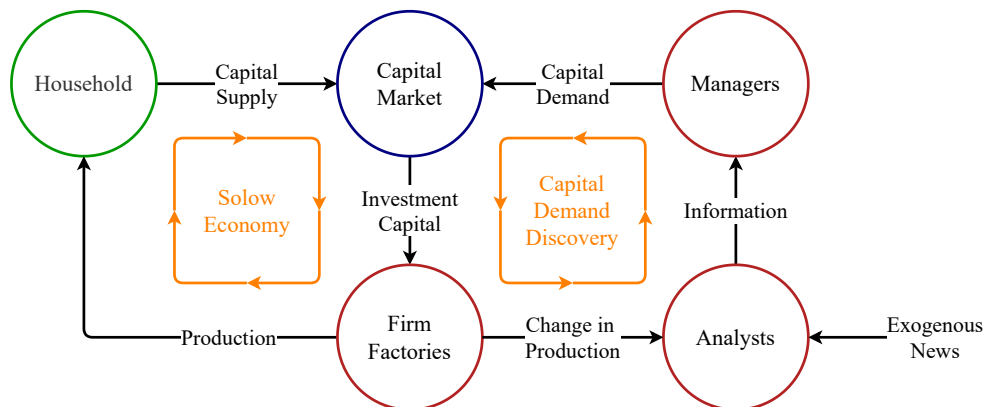 Household
Capital
Supply
Capital
Market
Capital
Demand
Managers
Solow
Economy
Investment
Capital
Capital
Demand
Discovery
Information
Production
Firm
Factories
Change in
Production
Analysts
Exogenous
News